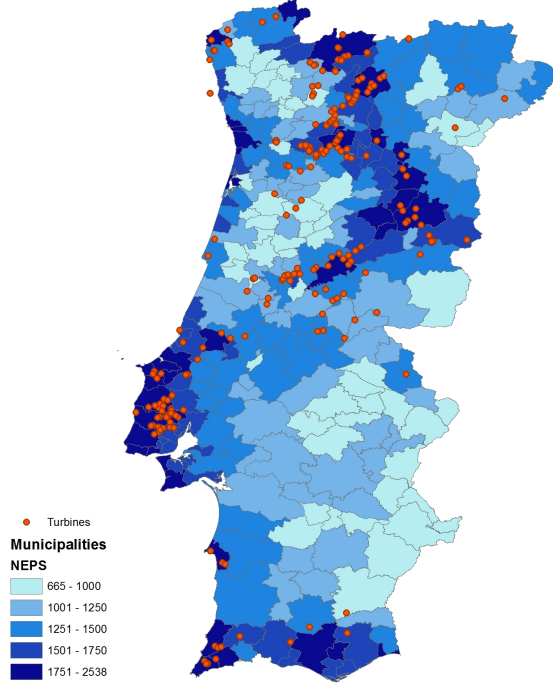 Turbines
Municipalities
NEPS
665 - 1000
1001 - 1250
1251 - 1500
1501 - 1750
1751 - 2538